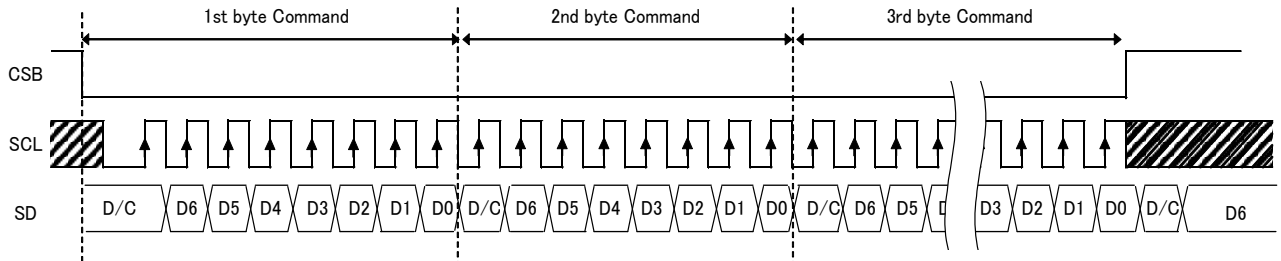 1st byte Command 2nd byte Command 3rd byte Command
CSB
SCL
SD D/C D6 D5 D4 D3 D2 D1 D0 D/C D6 D5 D4 D3 D2 D1 D0 D/C D6 D5 D3 D2 D1 D0 D/C D6